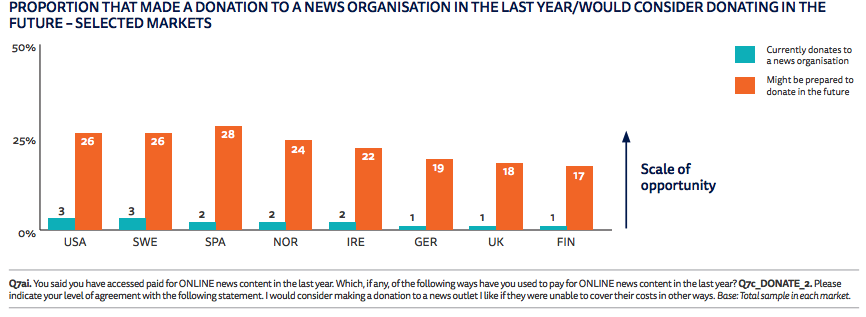 PROPORTION THAT MADE A DONATION TO A NEWS ORGANISATION IN THE LAST YEAR/WOULD CONSIDER DONATING IN THE
FUTURE – SELECTED MARKETS
50%
Currently donates to
a news organisation
Might be prepared to
donate in the future
28
26
26
24
25%
22
19
18
17
Scale of
opportunity
3
3
2
2
2
1
1
1
0%
USA SWE SPA NOR IRE GER UK FIN
Q7ai. You said you have accessed paid for ONLINE news content in the last year. Which, if any, of the following ways have you used to pay for ONLINE news content in the last year? Q7c_DONATE_2. Please
indicate your level of agreement with the following statement. I would consider making a donation to a news outlet I like if they were unable to cover their costs in other ways. Base: Total sample in each market.